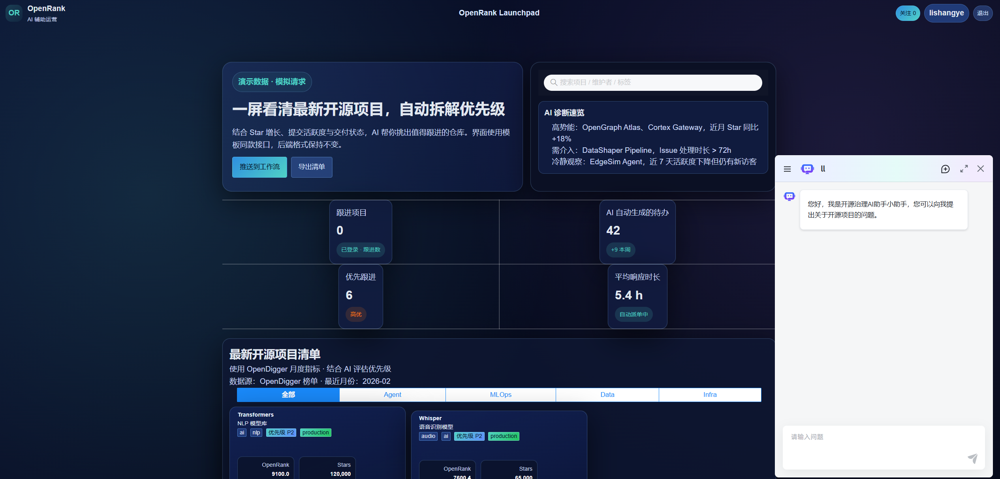 OR
OpenRank
AI 辅助运营
OpenRank Launchpad
关注 0
lishangye
退出
演示数据 · 模拟请求
一屏看清最新开源项目，自动拆解优先级
结合 Star 增长、提交活跃度与交付状态，AI 帮你挑出值得跟进的仓库。界面使用模
板同款接口，后端格式保持不变。
推送到工作流
导出清单
搜索项目 / 维护者 / 标签
AI 诊断速览
高势能：OpenGraph Atlas、Cortex Gateway，近月 Star 同比
+18%
需介入：DataShaper Pipeline，Issue 处理时长 > 72h
冷静观察：EdgeSim Agent，近 7 天活跃度下降但仍有新访客
跟进项目
0
已登录 · 跟进数
AI 自动生成的待办
42
+9 本周
优先跟进
6
高优
平均响应时长
5.4 h
自动派单中
最新开源项目清单
使用 OpenDigger 月度指标 · 结合 AI 评估优先级
数据源：OpenDigger 榜单 · 最近月份：2026-02
全部
Agent
MLOps
Data
Infra
Transformers
NLP 模型库
ai
nlp
优先级 P2
production
OpenRank
9100.0
Stars
120,000
Whisper
语音识别模型
audio
ai
优先级 P2
production
OpenRank
7600.4
Stars
65,000
ll
您好，我是开源治理AI助手小助手，您可以向我提
出关于开源项目的问题。
请输入问题